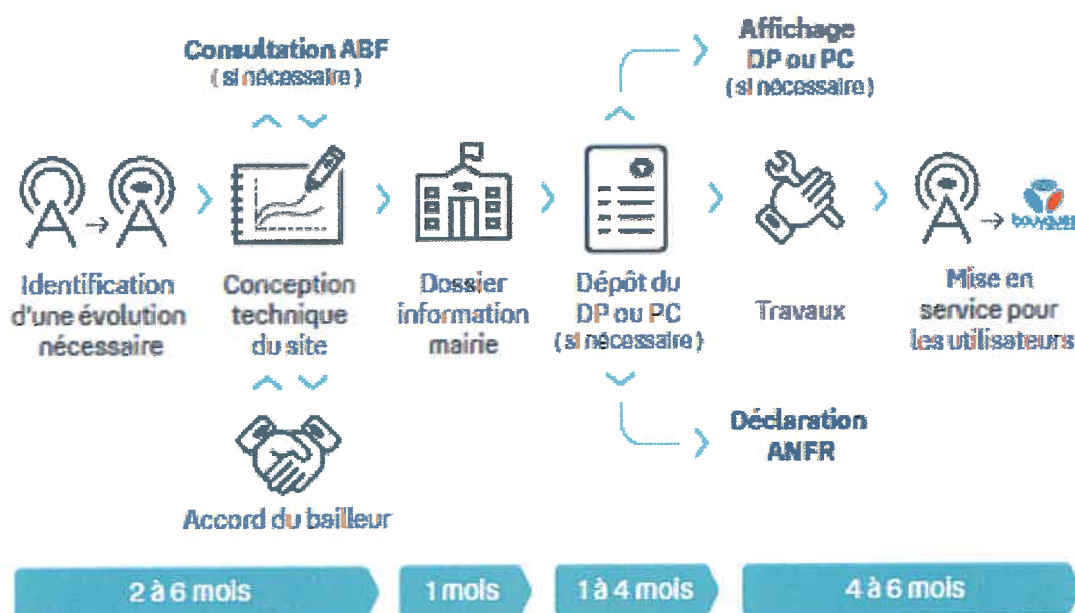 Consultation ABF
(si nécessaire)
Affichage
DP ou PC
(si nécessaire)
Identification
d'une évolution
nécessaire
Conception
technique
du site
Dossier
information
mairie
Dépôt du
DP ou PC
(si nécessaire)
Travaux
bouygues
Mise en
service pour
les utilisateurs
Accord du bailleur
Déclaration
ANFR
2 à 6 mois
1 mois
1 à 4 mois
4 à 6 mois